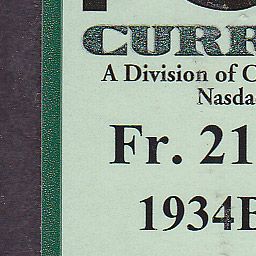 CURR
A Division of C
Nasda
Fr. 21
1934B